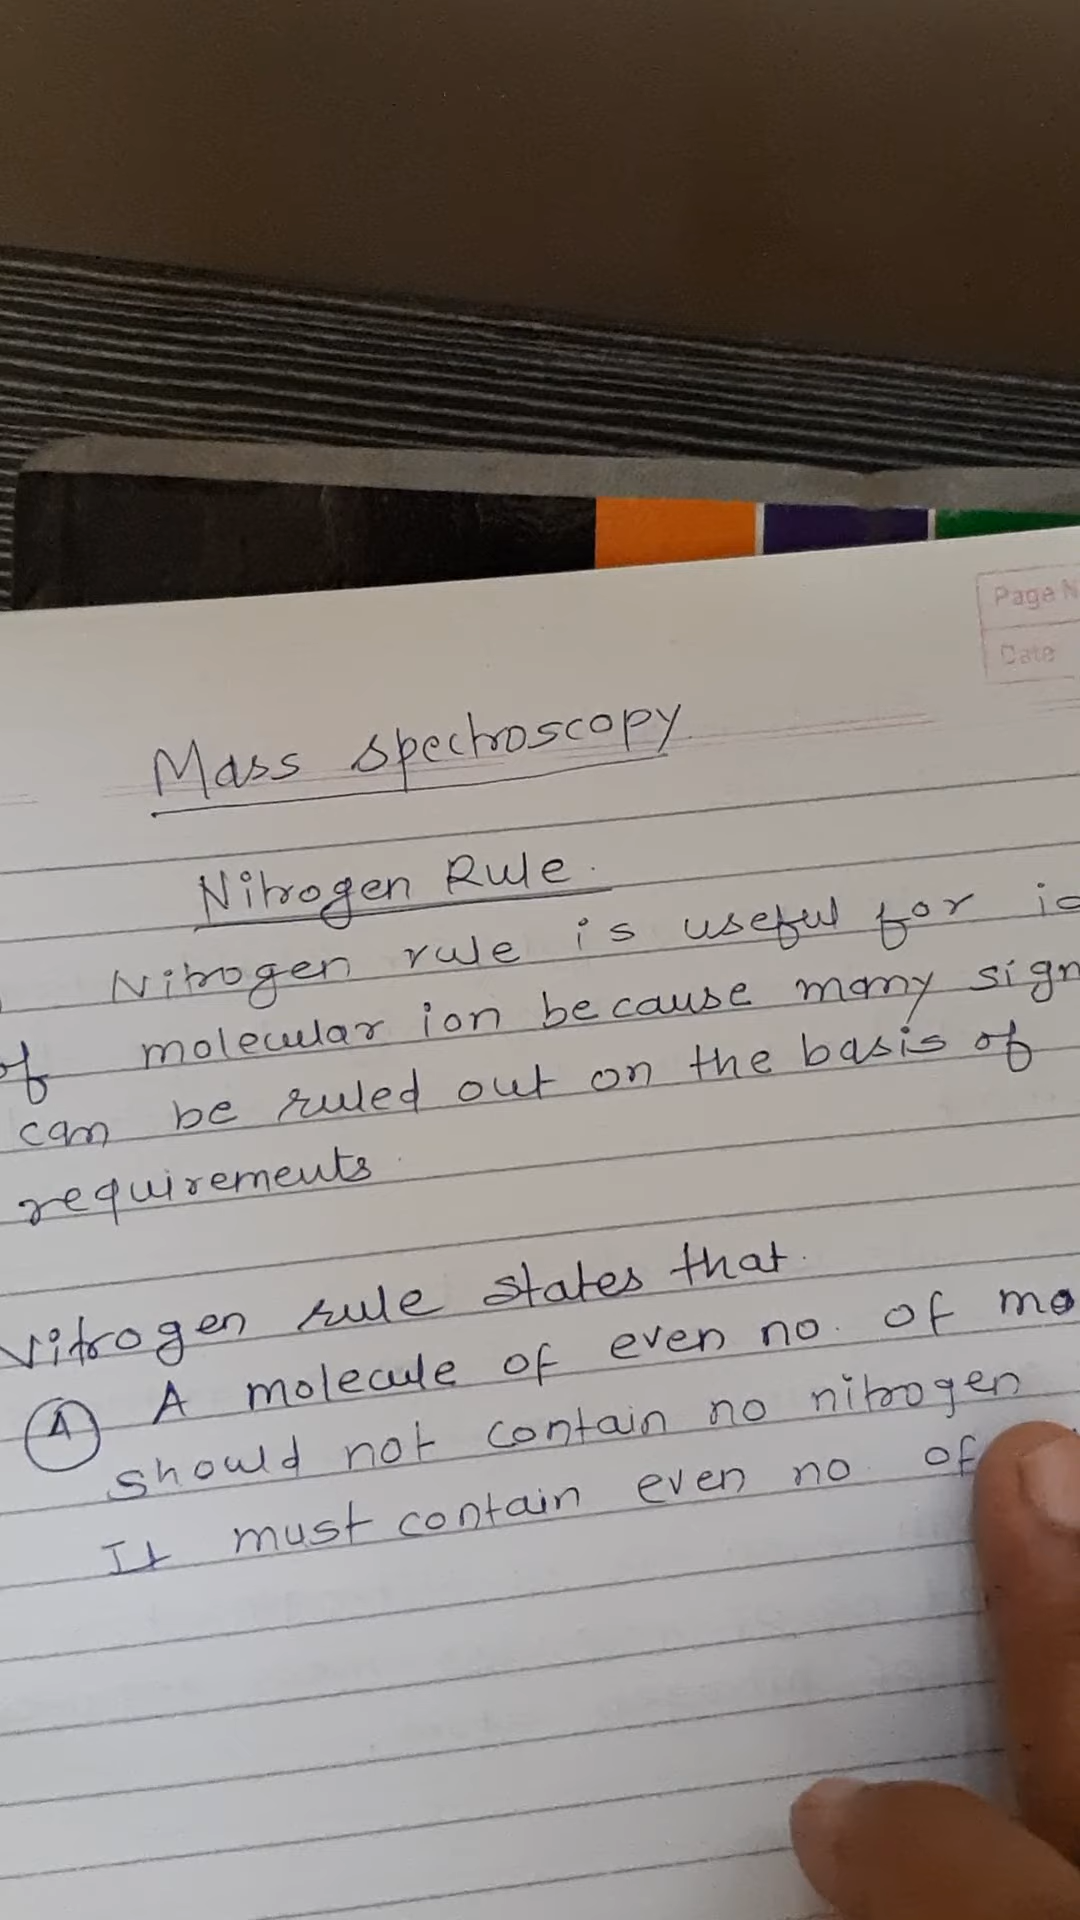 Page N
Date
Mass spectroscopy
Nitrogen Rule.
Nitrogen rule is useful for
of molecular ion because many sign
can be ruled out on the basis of
requirements.
Nitrogen rule states that.
(A) A molecule of even no. of mo
should not contain no nitrogen
It must contain even no. of